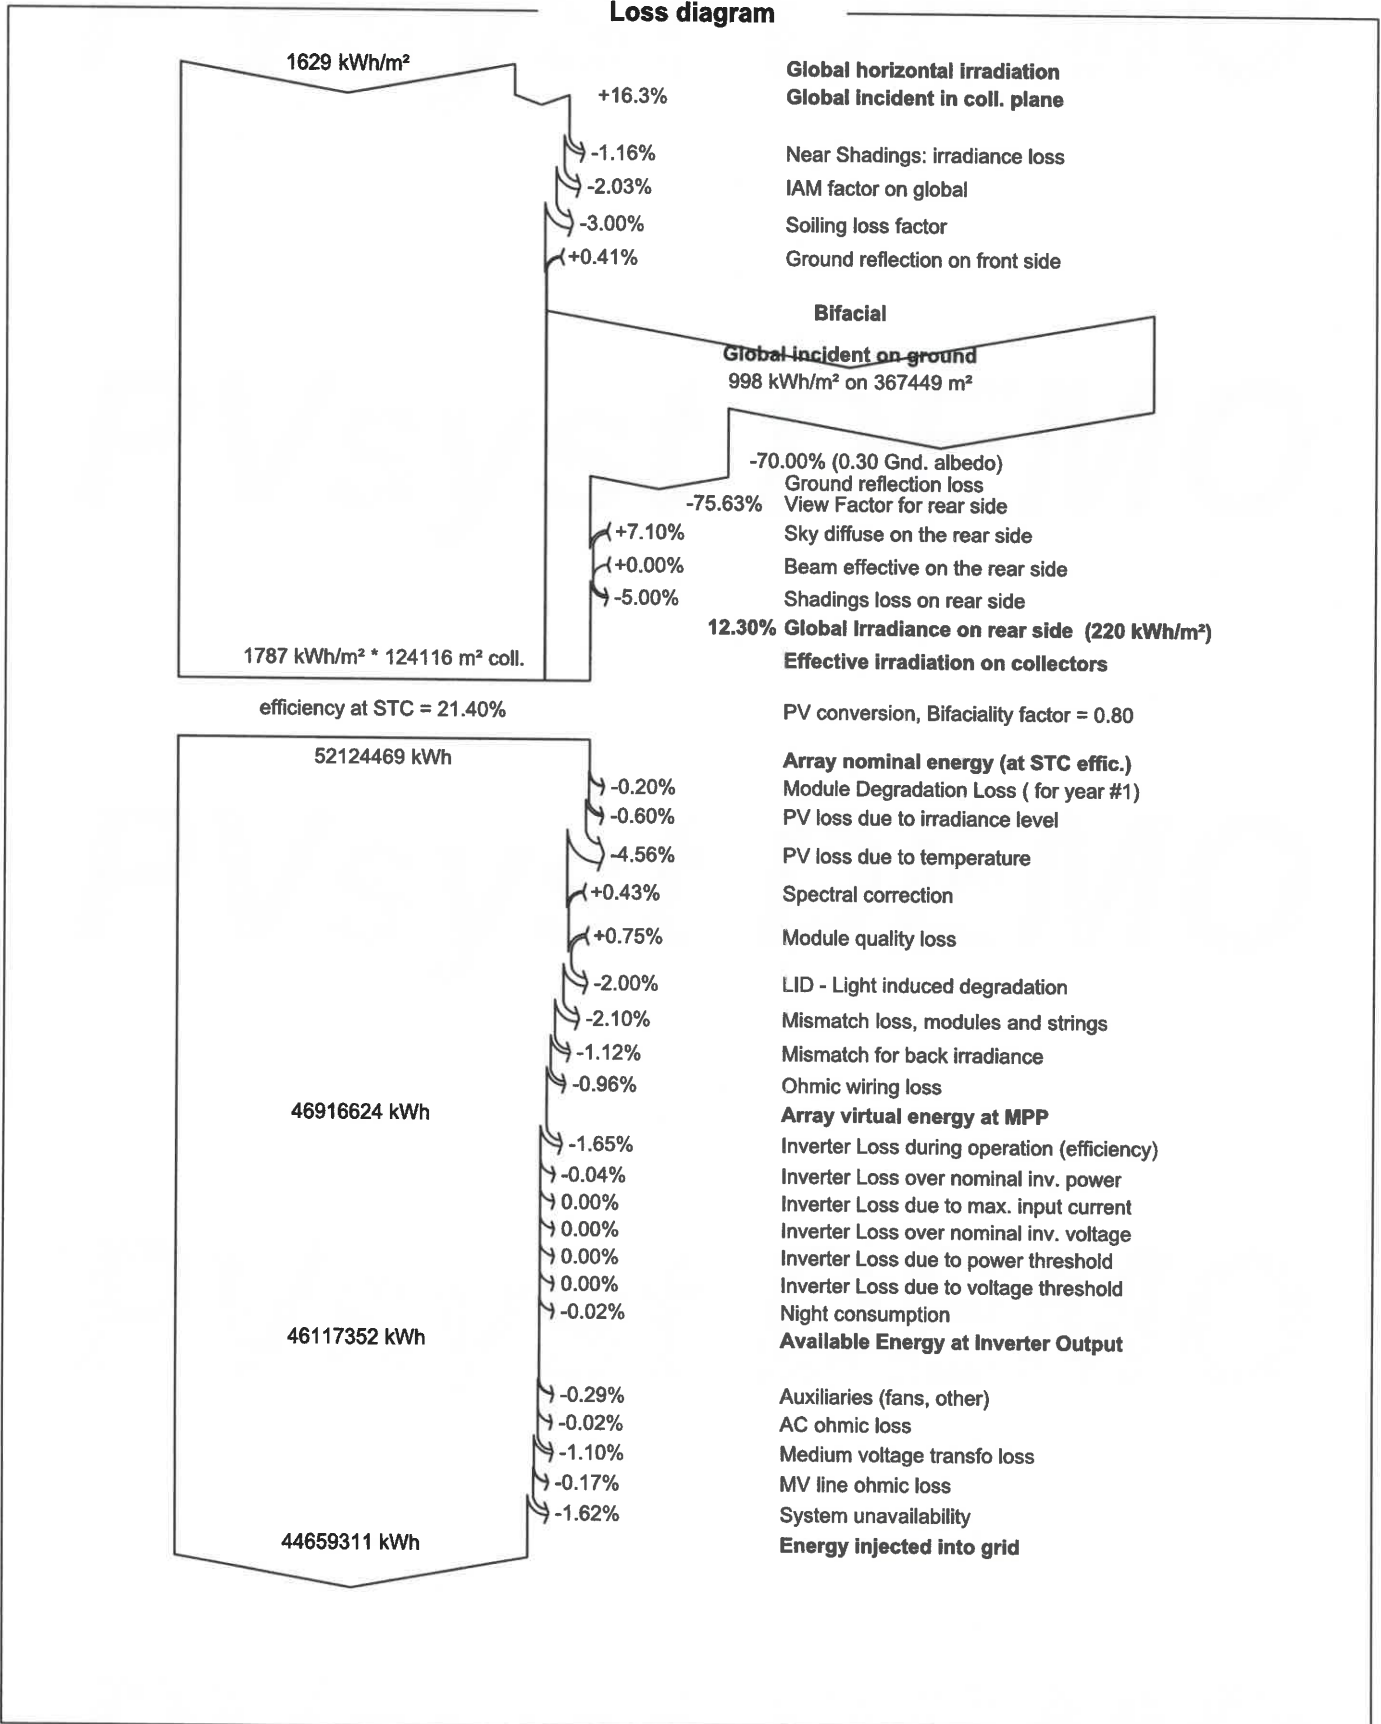 Loss diagram
1629 kWh/m²
Global horizontal irradiation
+16.3% Global incident in coll. plane
-1.16% Near Shadings: irradiance loss
-2.03% IAM factor on global
-3.00% Soiling loss factor
+0.41% Ground reflection on front side
Bifacial
Global incident on ground
998 kWh/m² on 367449 m²
-70.00% (0.30 Gnd. albedo)
Ground reflection loss
-75.63% View Factor for rear side
+7.10% Sky diffuse on the rear side
+0.00% Beam effective on the rear side
-5.00% Shadings loss on rear side
12.30% Global Irradiance on rear side (220 kWh/m²)
1787 kWh/m² * 124116 m² coll. Effective irradiation on collectors
efficiency at STC = 21.40% PV conversion, Bifaciality factor = 0.80
52124469 kWh Array nominal energy (at STC effic.)
-0.20% Module Degradation Loss ( for year #1)
-0.60% PV loss due to irradiance level
-4.56% PV loss due to temperature
+0.43% Spectral correction
+0.75% Module quality loss
-2.00% LID - Light induced degradation
-2.10% Mismatch loss, modules and strings
-1.12% Mismatch for back irradiance
-0.96% Ohmic wiring loss
46916624 kWh Array virtual energy at MPP
-1.65% Inverter Loss during operation (efficiency)
-0.04% Inverter Loss over nominal inv. power
0.00% Inverter Loss due to max. input current
0.00% Inverter Loss over nominal inv. voltage
0.00% Inverter Loss due to power threshold
0.00% Inverter Loss due to voltage threshold
-0.02% Night consumption
46117352 kWh Available Energy at Inverter Output
-0.29% Auxiliaries (fans, other)
-0.02% AC ohmic loss
-1.10% Medium voltage transfo loss
-0.17% MV line ohmic loss
-1.62% System unavailability
44659311 kWh Energy injected into grid